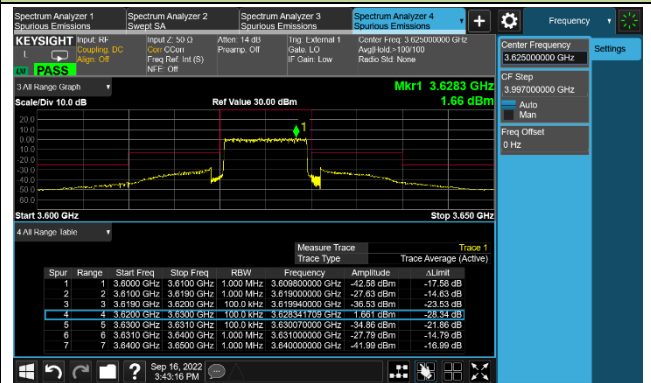 Spectrum Analyzer 1 Spectrum Analyzer 2 Spectrum Analyzer 3 Spectrum Analyzer 4
Spurious Emissions Swept SA Spurious Emissions Spurious Emissions ▼ + Frequency ▼
KEYSIGHT Input: RF Input Z: 50 Ω Atten: 14 dB Trig: External 1 Center Freq: 3.625000000 GHz
L Coupling: DC Corr CCorr Preamp: Off Gate: LO Avg|Hold:>100/100
Align: Off Freq Ref: Int (S) IF Gain: Low Radio Std: None
LNI PASS NFE: Off
Center Frequency Settings
3.625000000 GHz
CF Step
3.997000000 GHz
Auto
Man
Freq Offset
0 Hz
3 All Range Graph ▼ Mkr1 3.6283 GHz
Scale/Div 10.0 dB Ref Value 30.00 dBm 1.66 dBm
20.0
10.0
0.00
-10.0
-20.0
-30.0
-40.0
-50.0
-60.0
1
Start 3.600 GHz Stop 3.650 GHz
4 All Range Table ▼
Measure Trace Trace 1
Trace Type Trace Average (Active)
Spur Range Start Freq Stop Freq RBW Frequency Amplitude ΔLimit
1 1 3.6000 GHz 3.6100 GHz 1.000 MHz 3.609800000 GHz -42.58 dBm -17.58 dB
2 2 3.6100 GHz 3.6190 GHz 1.000 MHz 3.619000000 GHz -27.63 dBm -14.63 dB
3 3 3.6190 GHz 3.6200 GHz 100.0 kHz 3.619940000 GHz -36.53 dBm -23.53 dB
4 4 3.6200 GHz 3.6300 GHz 100.0 kHz 3.628341709 GHz 1.661 dBm -28.34 dB
5 5 3.6300 GHz 3.6310 GHz 100.0 kHz 3.630070000 GHz -34.86 dBm -21.86 dB
6 6 3.6310 GHz 3.6400 GHz 1.000 MHz 3.631000000 GHz -27.79 dBm -14.79 dB
7 7 3.6400 GHz 3.6500 GHz 1.000 MHz 3.640000000 GHz -41.99 dBm -16.99 dB
? Sep 16, 2022
3:43:16 PM